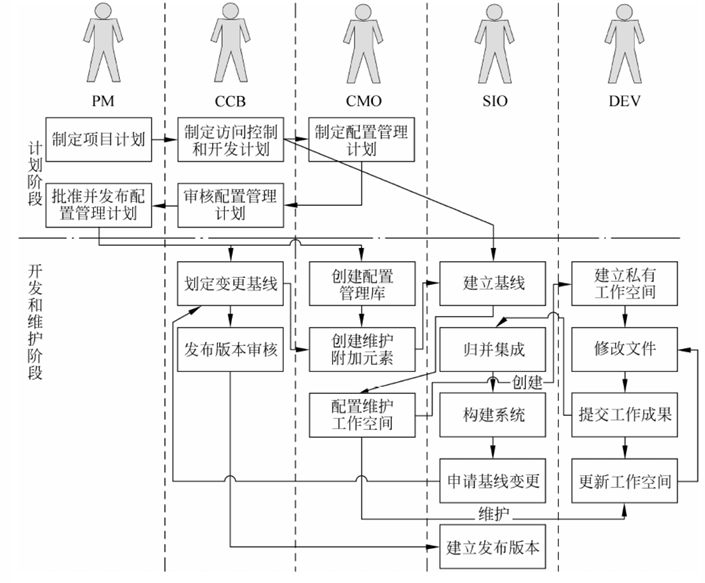 PM
CCB
CMO
SIO
DEV
计划阶段
制定项目计划
制定访问控制
和开发计划
制定配置管理
计划
批准并发布配
置管理计划
审核配置管理
计划
开发和维护阶段
划定变更基线
创建配置
管理库
建立基线
建立私有
工作空间
发布版本审核
创建维护
附加元素
归并集成
修改文件
创建
配置维护
工作空间
构建系统
提交工作成果
申请基线变更
更新工作空间
维护
建立发布版本